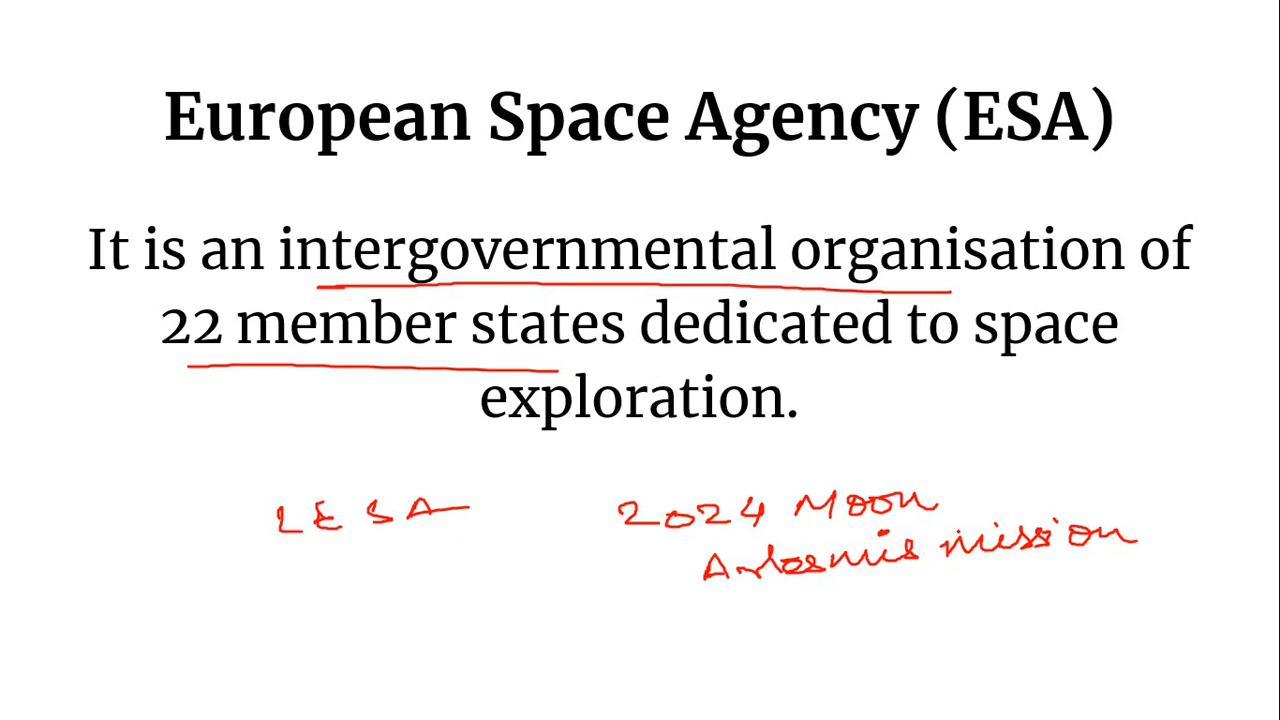 European Space Agency (ESA)
It is an intergovernmental organisation of
22 member states dedicated to space
exploration.
LESA 2024 Moon
Artemis mission